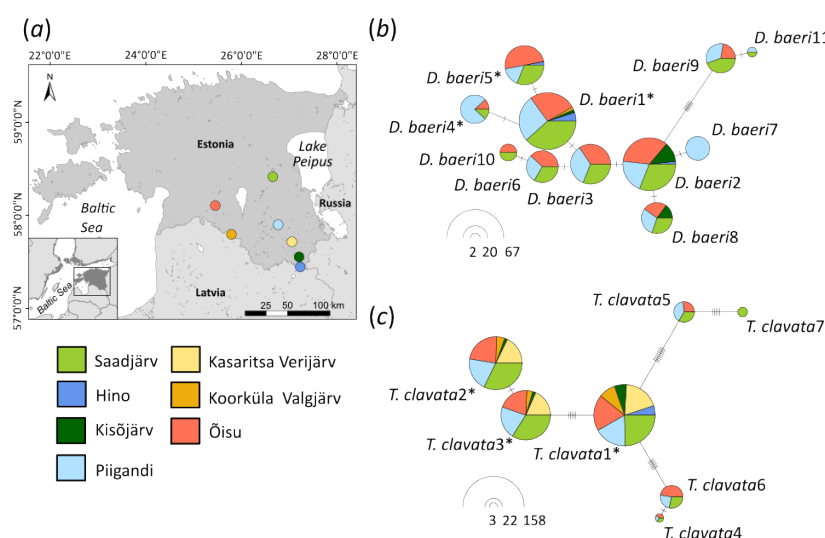 (a)
22°0'0"E 24°0'0"E 26°0'0"E 28°0'0"E
N
59°0'0"N
58°0'0"N
57°0'0"N
Estonia
Lake
Peipus
Russia
Baltic
Sea
Baltic Sea
Latvia
25 50 100 km
Saadjärv
Hino
Kisõjärv
Piigandi
Kasaritsa Verijärv
Koorküla Valgjärv
Õisu
(b)
D. baeri11
D. baeri9
D. baeri5*
D. baeri1*
D. baeri4*
D. baeri7
D. baeri10
D. baeri6
D. baeri3
D. baeri2
D. baeri8
2 20 67
(c)
T. clavata5
T. clavata7
T. clavata2*
T. clavata3*
T. clavata1*
T. clavata6
T. clavata4
3 22 158